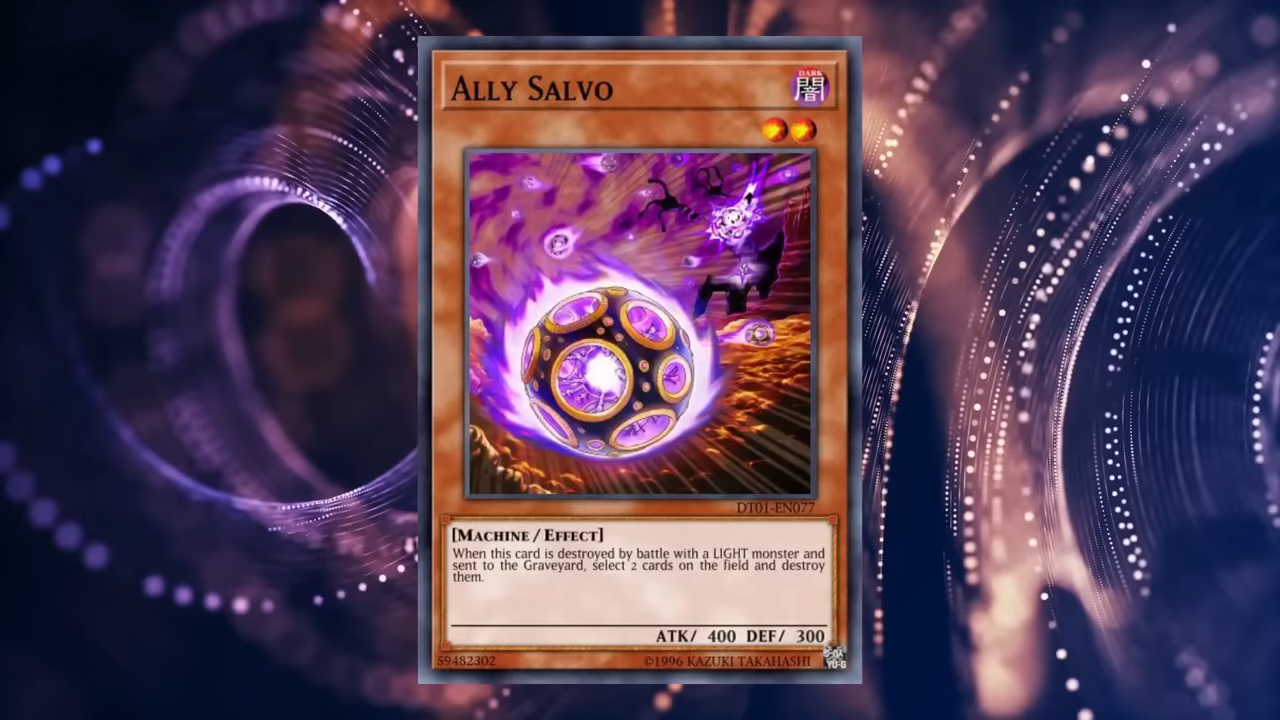 ALLY SALVO
DARK
闇
DT01-EN077
[MACHINE / EFFECT]
When this card is destroyed by battle with a LIGHT monster and
sent to the Graveyard, select 2 cards on the field and destroy
them.
ATK/ 400 DEF/ 300
59482302
©1996 KAZUKI TAKAHASHI